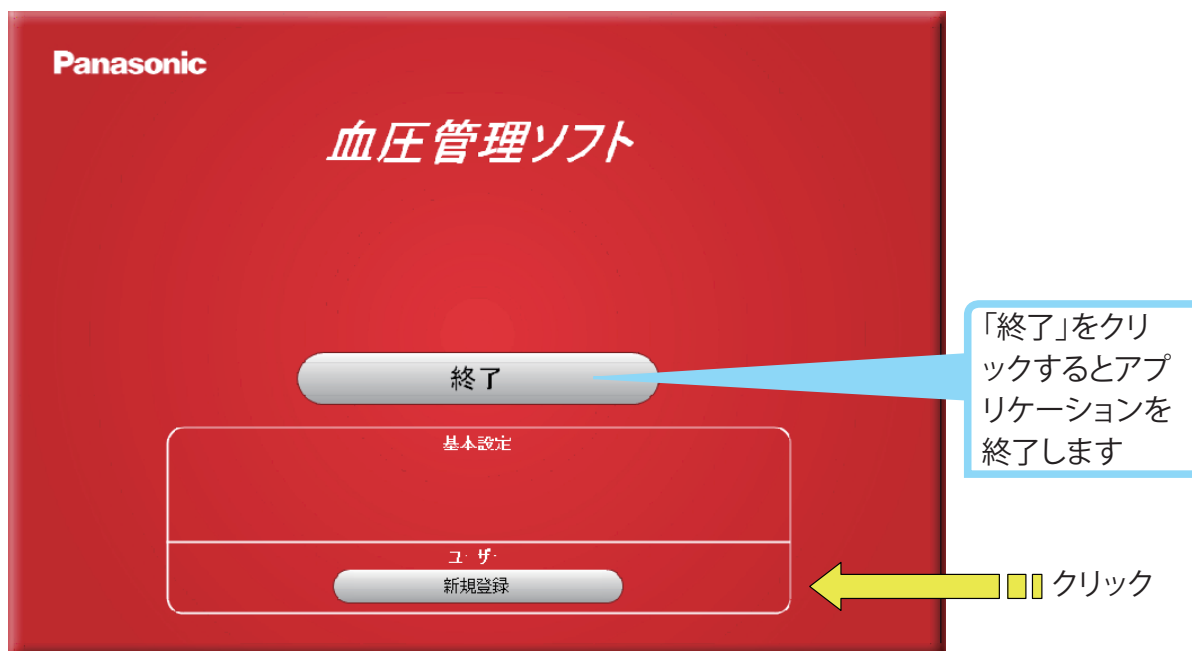 Panasonic
血圧管理ソフト
終了
「終了」をクリ
ックするとアプ
リケーションを
終了します
基本設定
ユーザー
新規登録
クリック